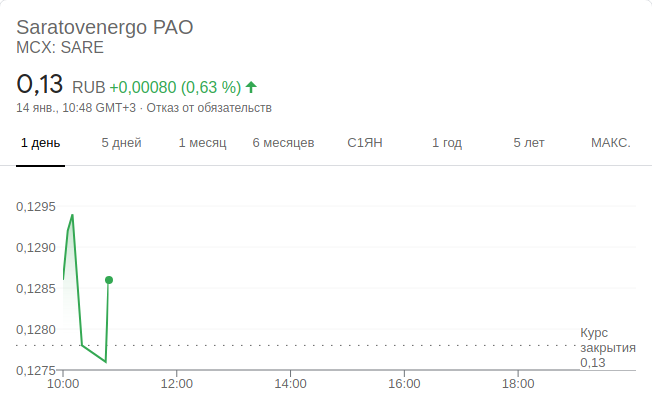 Saratovenergo PAO
MCX: SARE
0,13 RUB +0,00080 (0,63 %)
14 янв., 10:48 GMT+3 · Отказ от обязательств
1 день 5 дней 1 месяц 6 месяцев С1ЯН 1 год 5 лет МАКС.
0,1295
0,1290
0,1285
0,1280
Курс
закрытия
0,13
0,1275
10:00 12:00 14:00 16:00 18:00